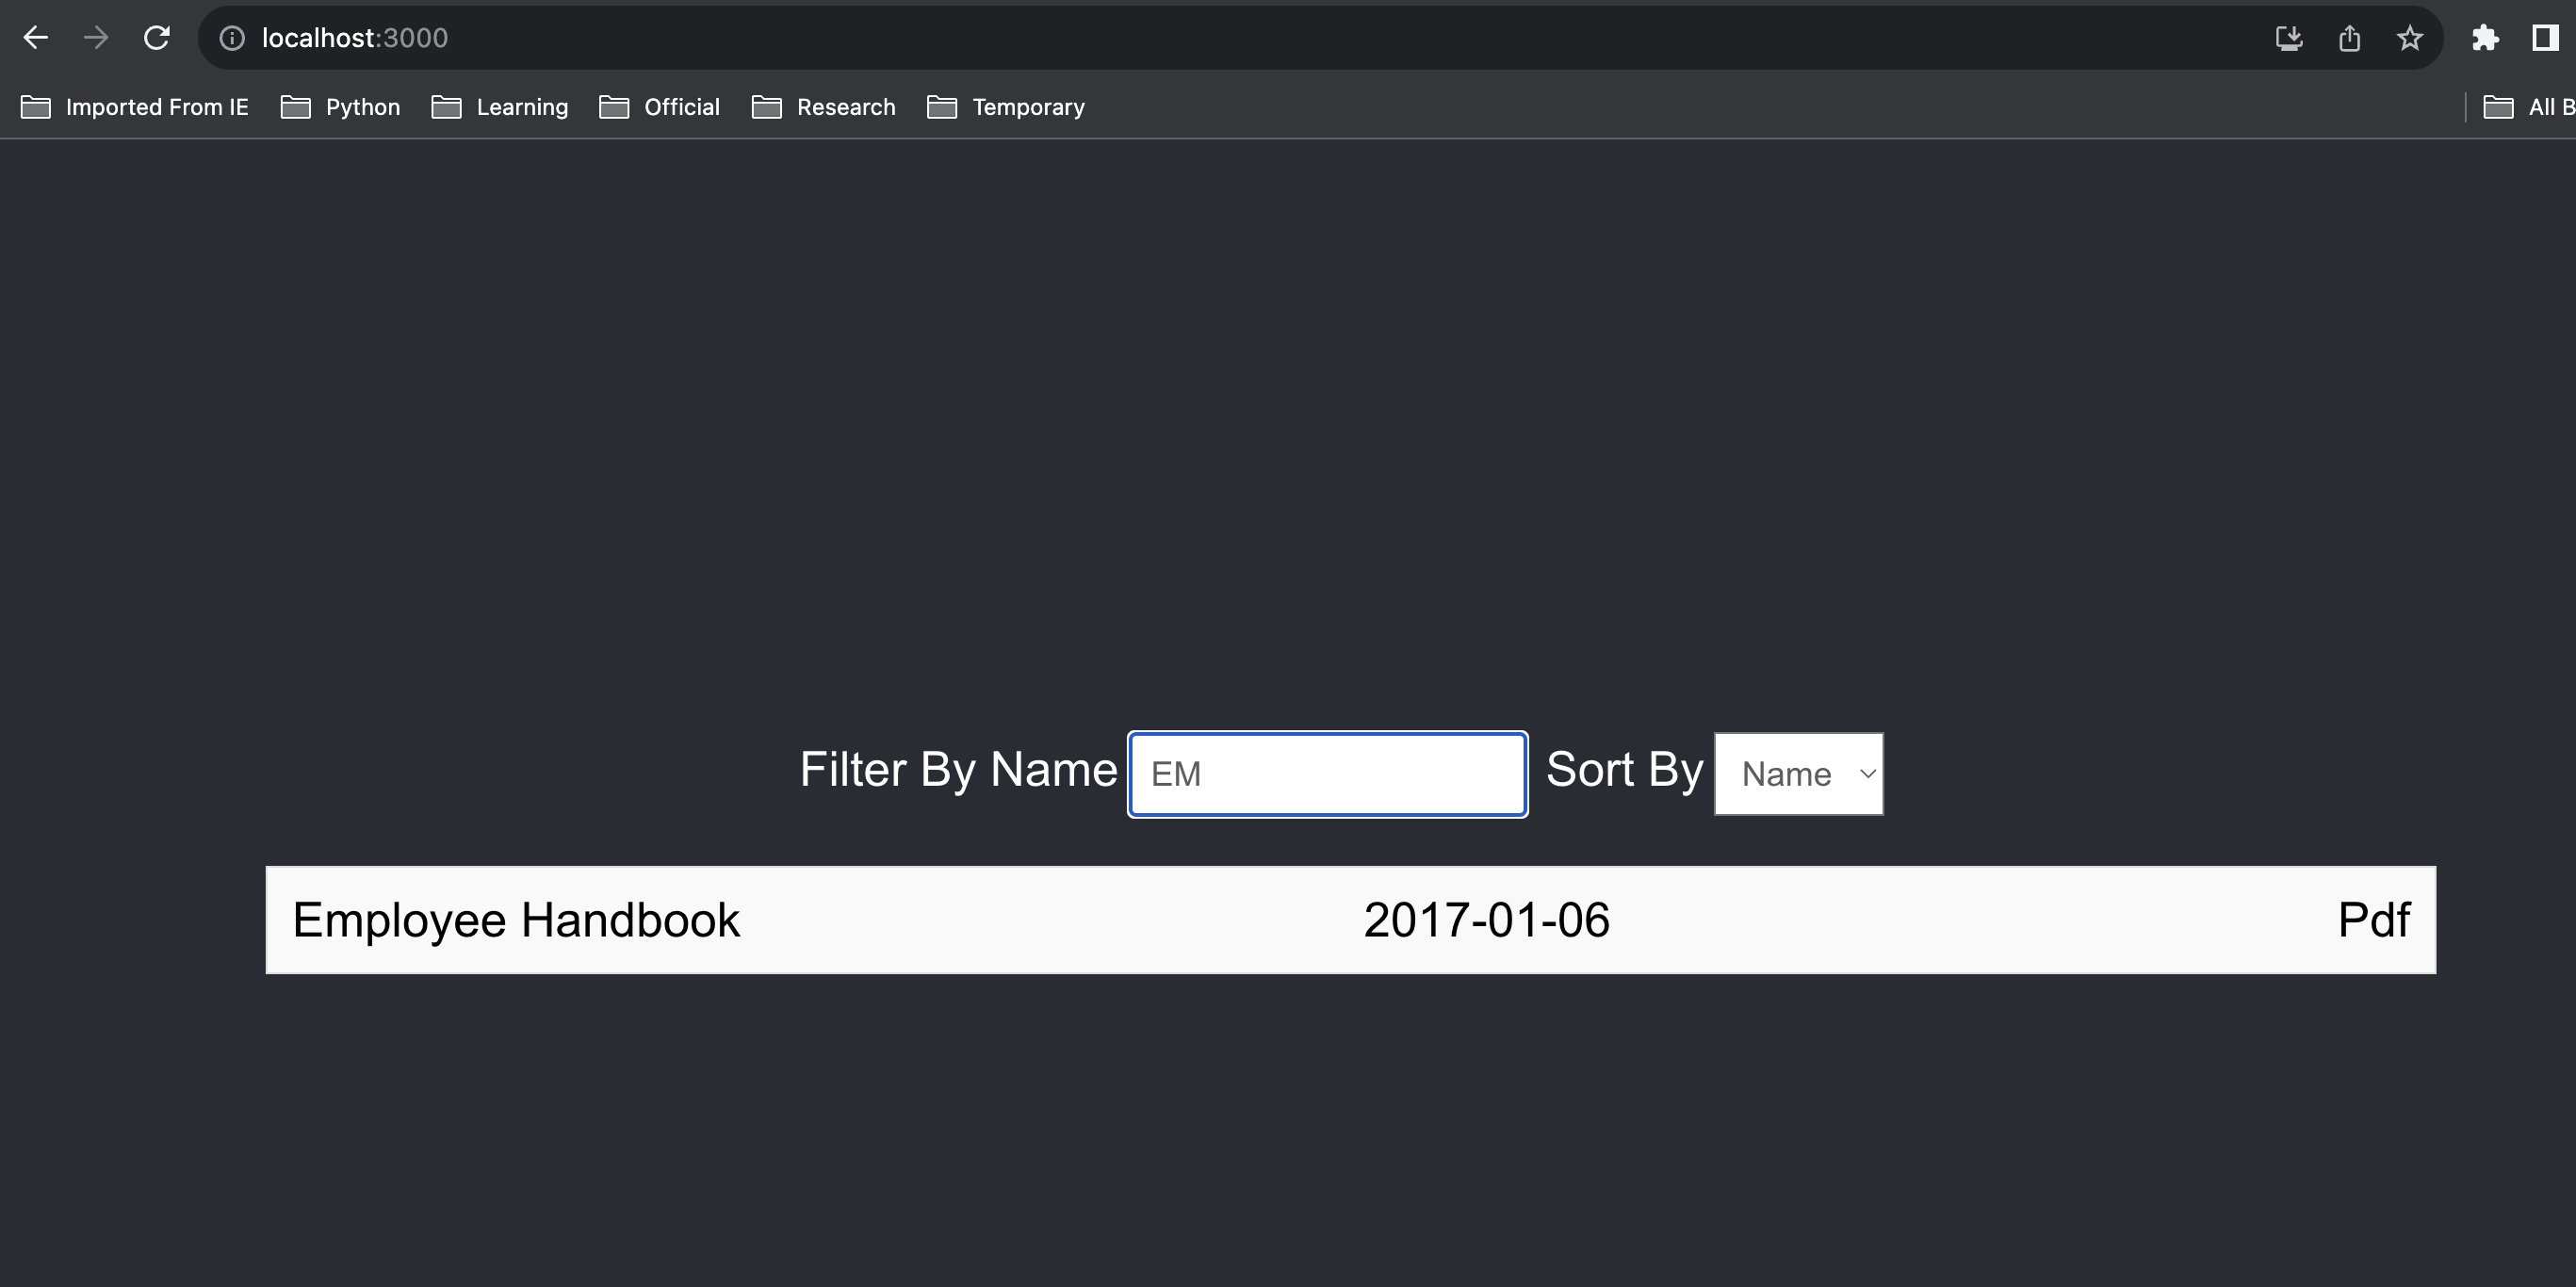 localhost:3000
Imported From IE Python Learning Official Research Temporary All B
Filter By Name EM Sort By Name
Employee Handbook 2017-01-06 Pdf